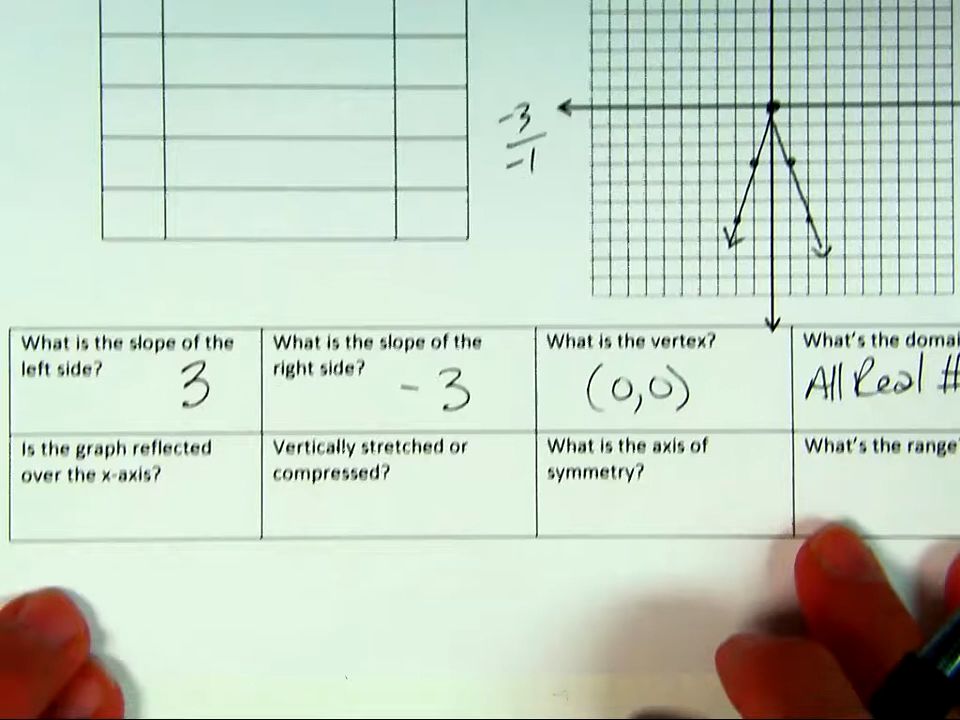 -3
-1
What is the slope of the
left side?
3
What is the slope of the
right side?
-3
What is the vertex?
(0,0)
What's the domai
All Real #
Is the graph reflected
over the x-axis?
Vertically stretched or
compressed?
What is the axis of
symmetry?
What's the range